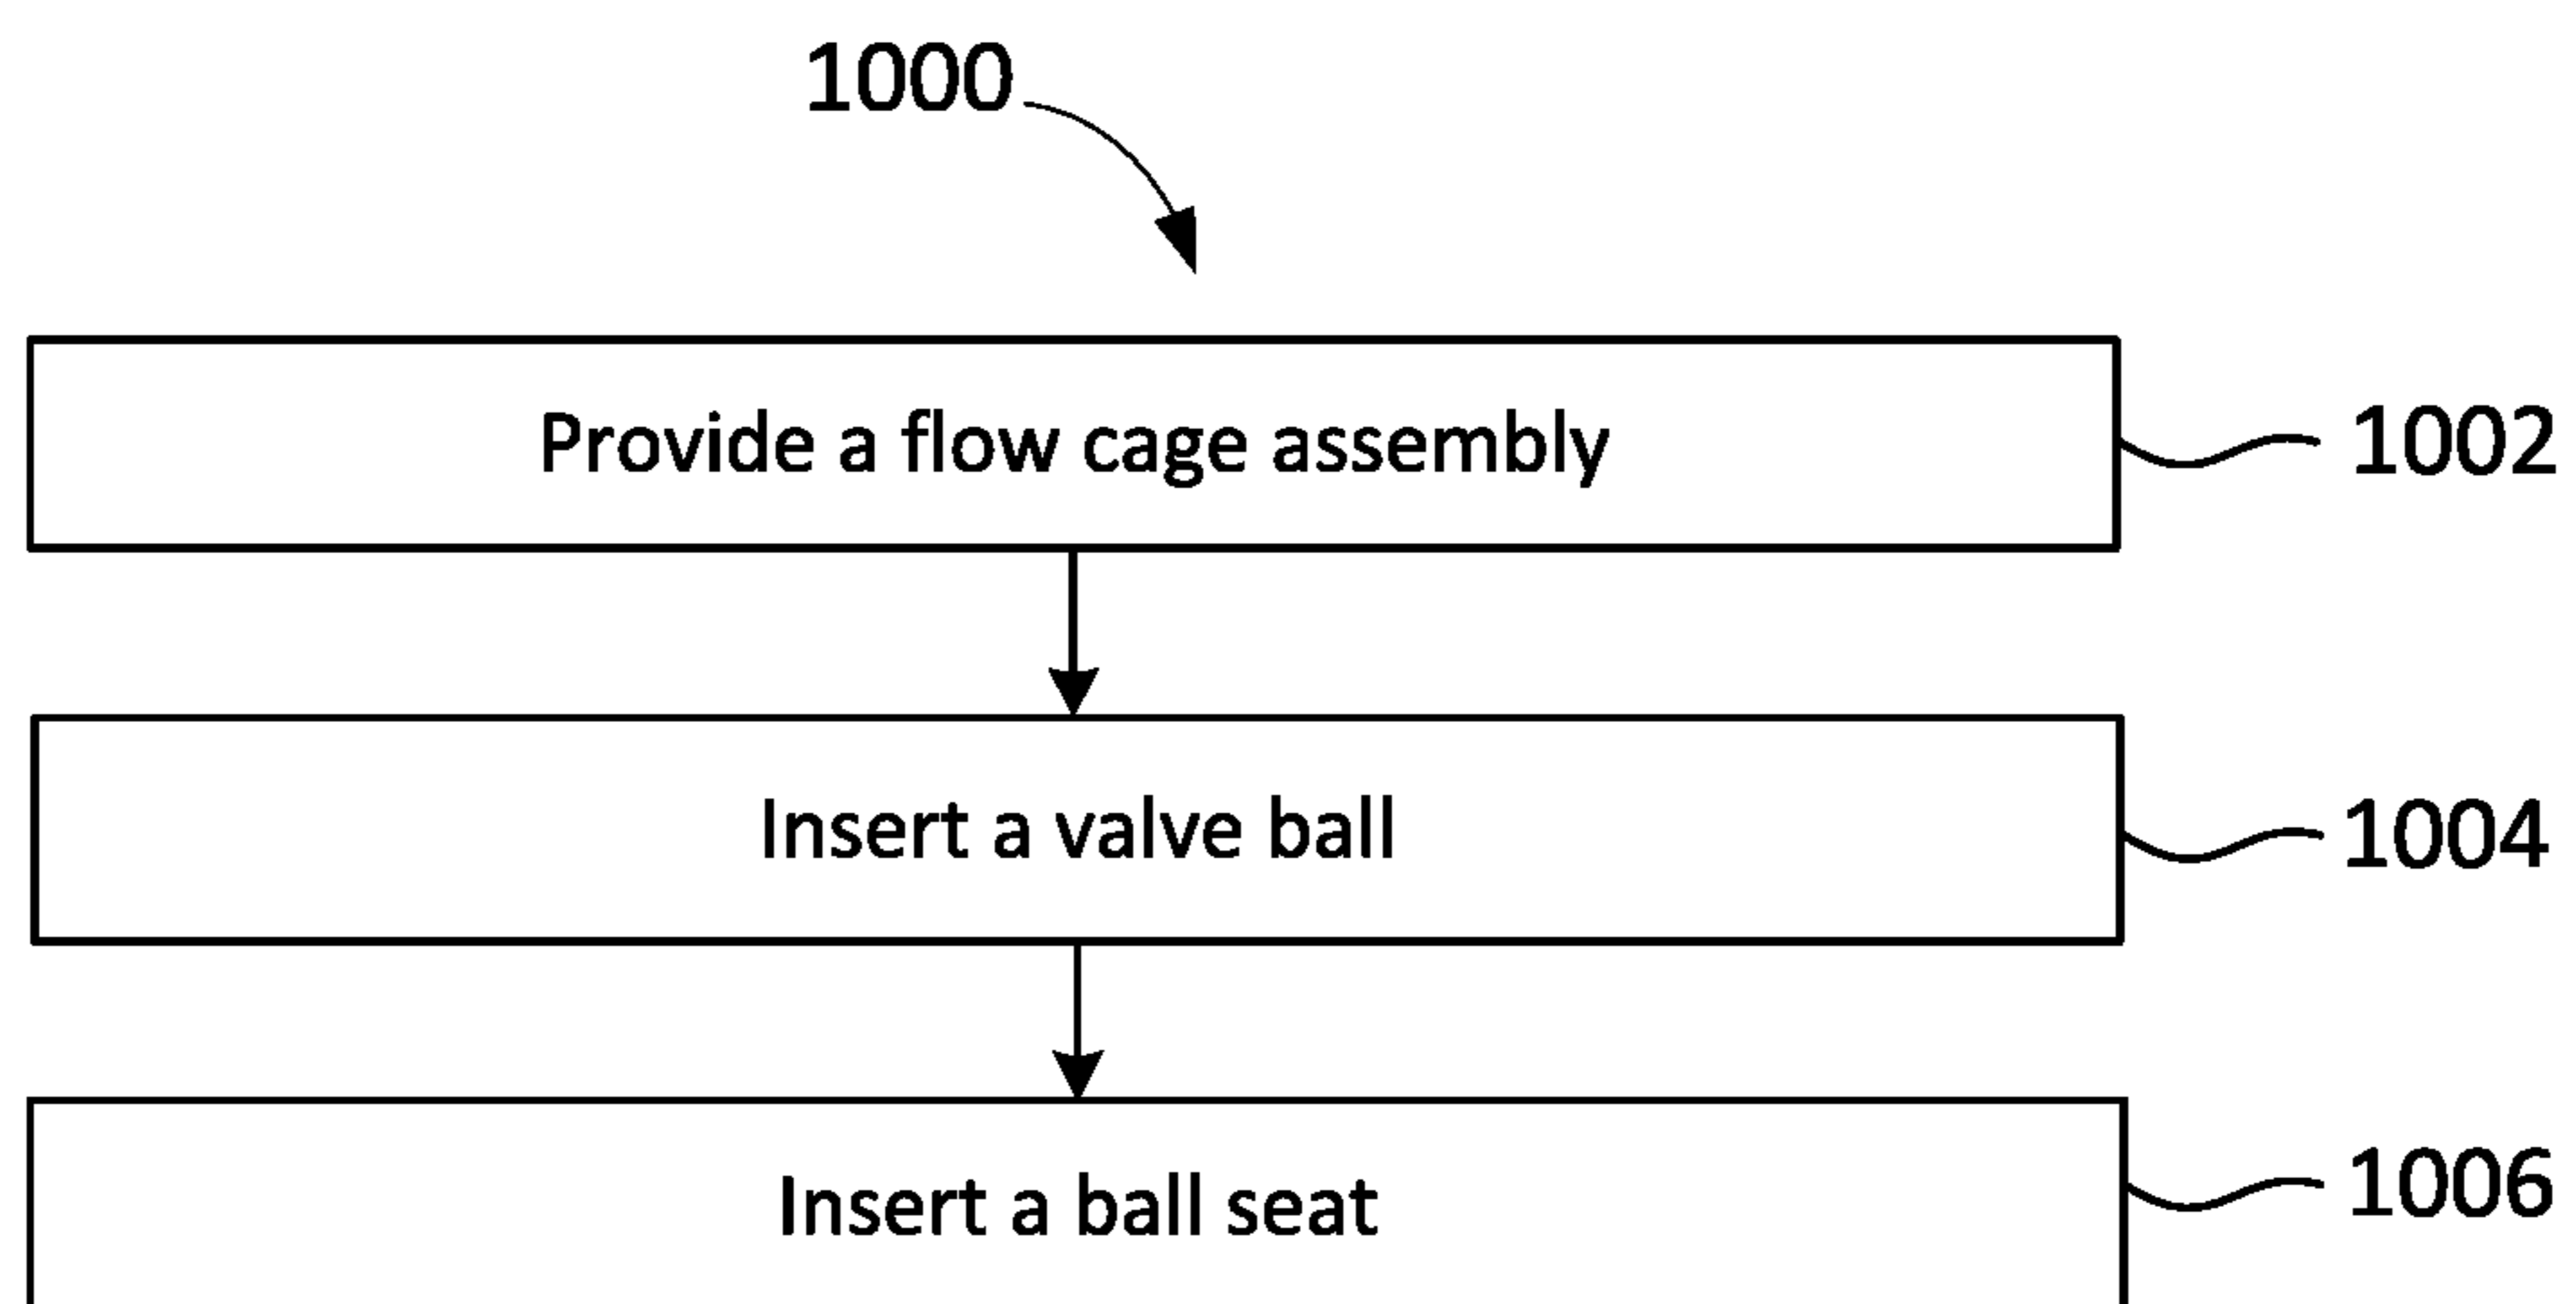 1000
Provide a flow cage assembly
1002
Insert a valve ball
1004
Insert a ball seat
1006